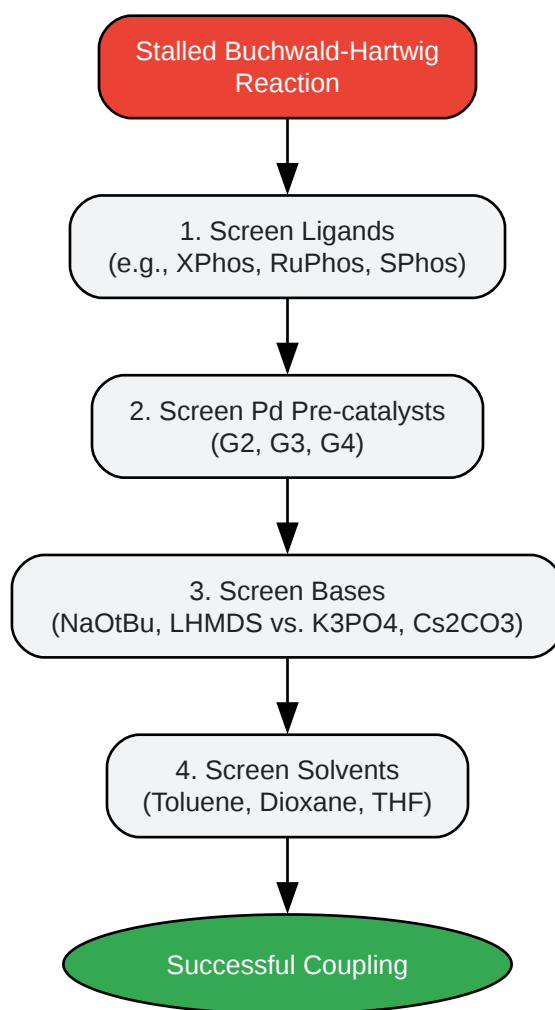 Stalled Buchwald-Hartwig
Reaction
1. Screen Ligands
(e.g., XPhos, RuPhos, SPhos)
2. Screen Pd Pre-catalysts
(G2, G3, G4)
3. Screen Bases
(NaOtBu, LHMDS vs. K3PO4, Cs2CO3)
4. Screen Solvents
(Toluene, Dioxane, THF)
Successful Coupling